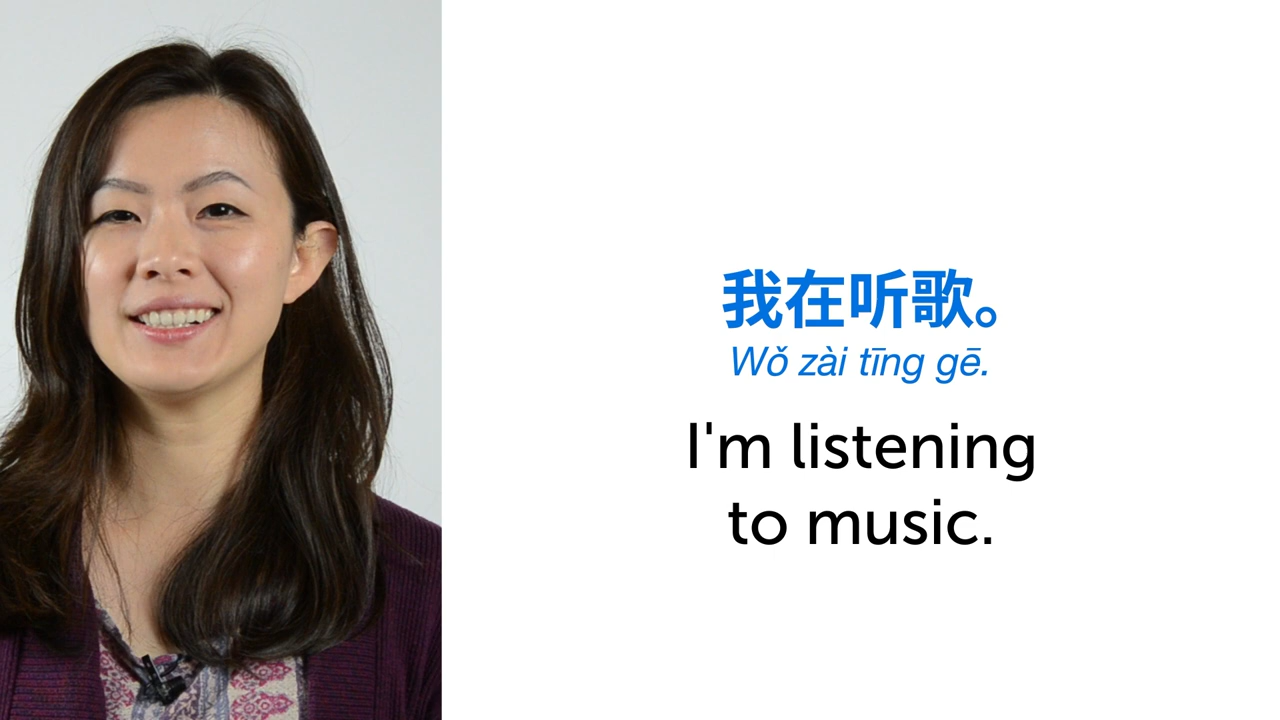 我在听歌。
Wǒ zài tīng gē.
I'm listening
to music.